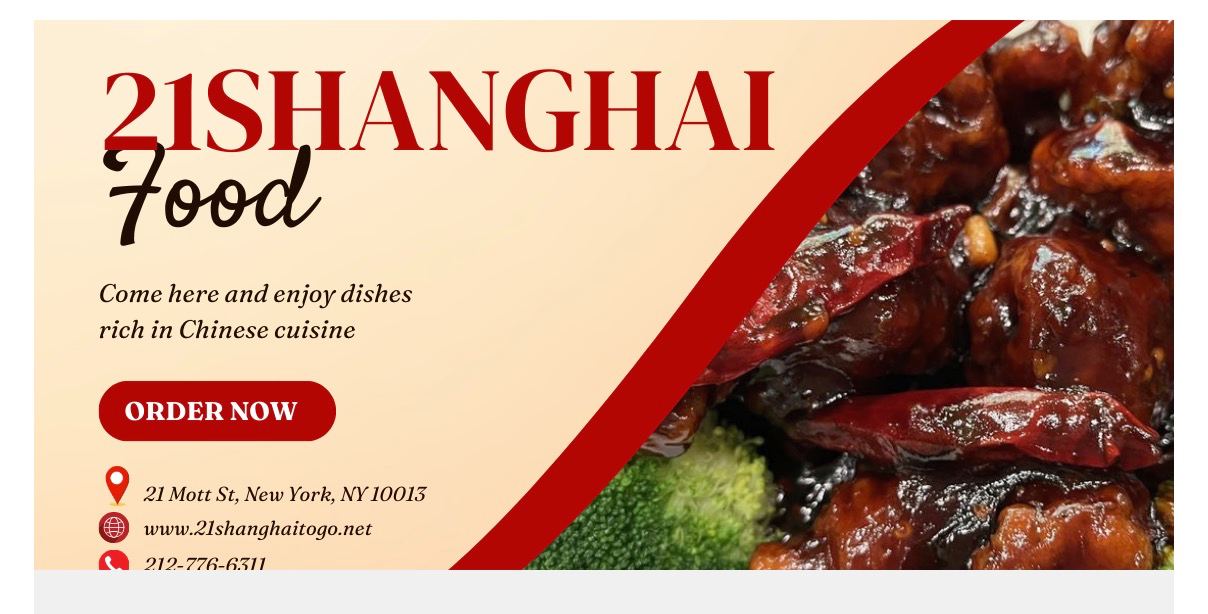 21SHANGHAI
Food
Come here and enjoy dishes
rich in Chinese cuisine
ORDER NOW
21 Mott St, New York, NY 10013
www.21shanghaitogo.net
212-776-6311